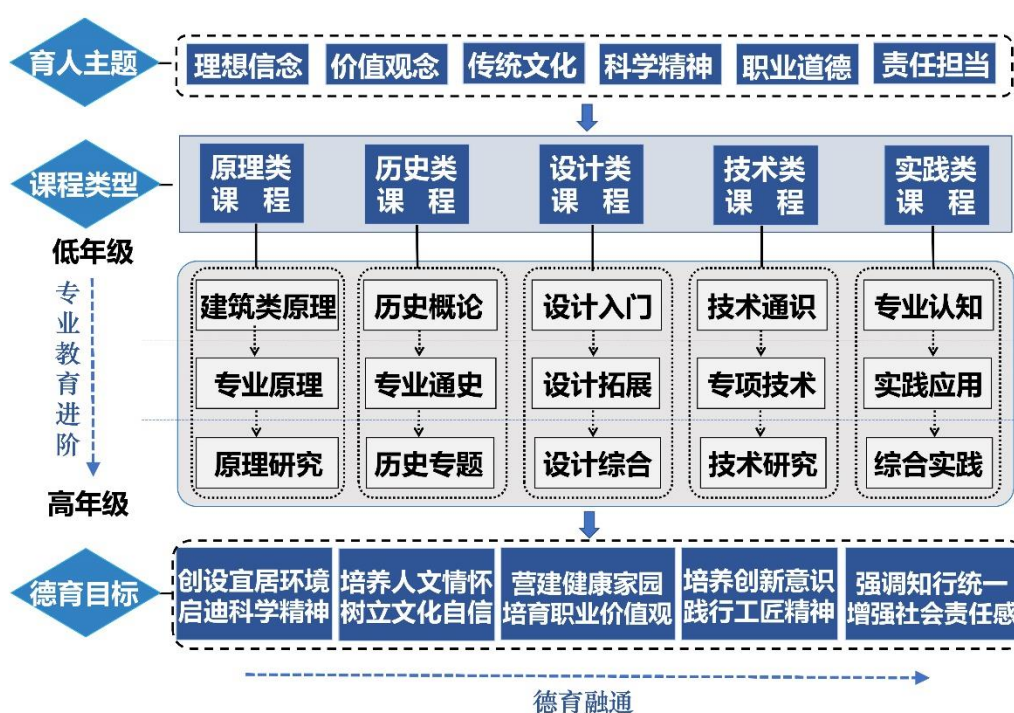 育人主题
理想信念 价值观念 传统文化 科学精神 职业道德 责任担当
课程类型
原理类 历史类 设计类 技术类 实践类
课 程 课 程 课 程 课 程 课 程
低年级
专业教育进阶
建筑类原理 历史概论 设计入门 技术通识 专业认知
专业原理 专业通史 设计拓展 专项技术 实践应用
原理研究 历史专题 设计综合 技术研究 综合实践
高年级
德育目标
创设宜居环境 培养人文情怀 营建健康家园 培养创新意识 强调知行统一
启迪科学精神 树立文化自信 培育职业价值观 践行工匠精神 增强社会责任感
德育融通